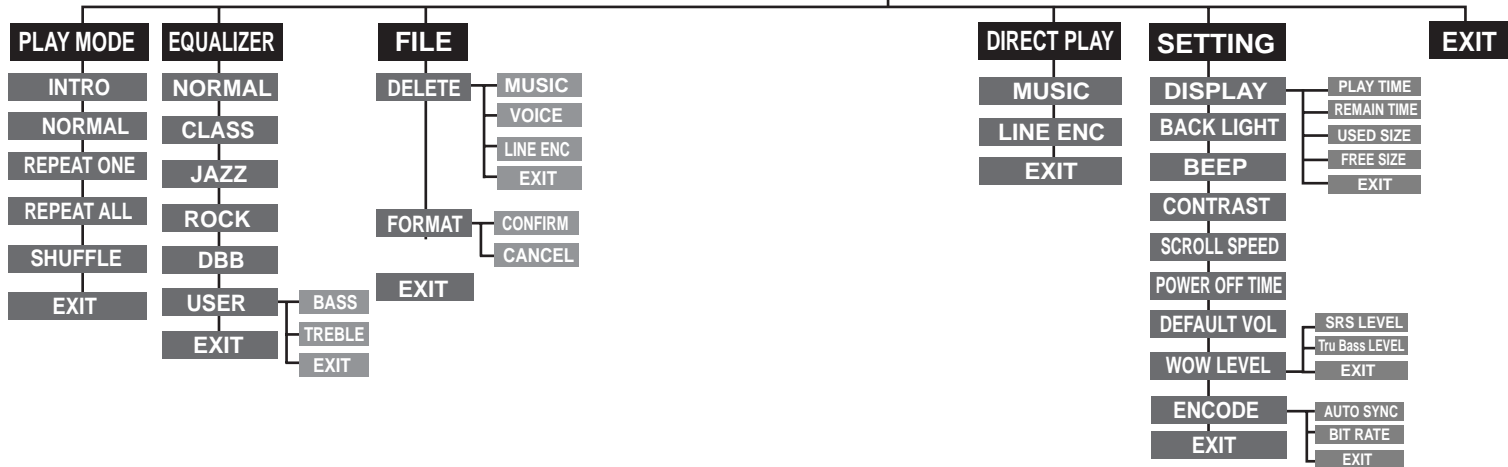 PLAY MODE
INTRO
NORMAL
REPEAT ONE
REPEAT ALL
SHUFFLE
EXIT
EQUALIZER
NORMAL
CLASS
JAZZ
ROCK
DBB
USER
BASS
TREBLE
EXIT
EXIT
FILE
DELETE
MUSIC
VOICE
LINE ENC
EXIT
FORMAT
CONFIRM
CANCEL
EXIT
DIRECT PLAY
MUSIC
LINE ENC
EXIT
SETTING
DISPLAY
PLAY TIME
REMAIN TIME
USED SIZE
FREE SIZE
EXIT
BACK LIGHT
BEEP
CONTRAST
SCROLL SPEED
POWER OFF TIME
DEFAULT VOL
WOW LEVEL
SRS LEVEL
Tru Bass LEVEL
EXIT
ENCODE
AUTO SYNC
BIT RATE
EXIT
EXIT
EXIT